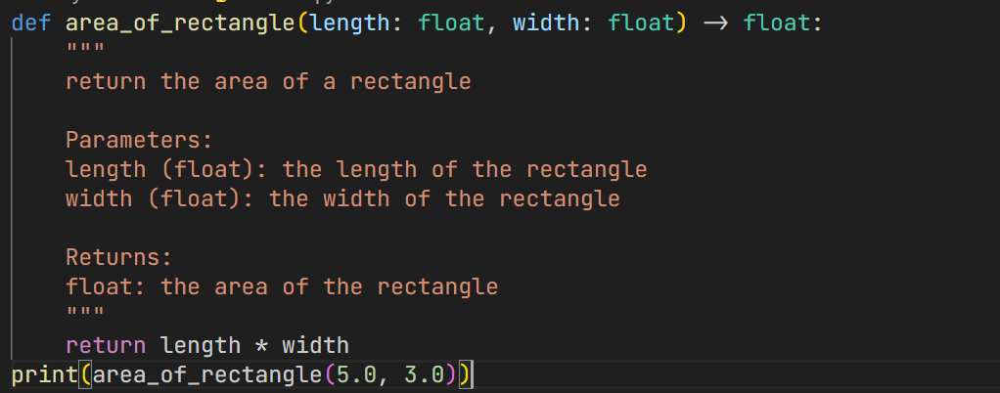 def area_of_rectangle(length: float, width: float) -> float:
    """
    return the area of a rectangle

    Parameters:
    length (float): the length of the rectangle
    width (float): the width of the rectangle

    Returns:
    float: the area of the rectangle
    """
    return length * width
print(area_of_rectangle(5.0, 3.0))